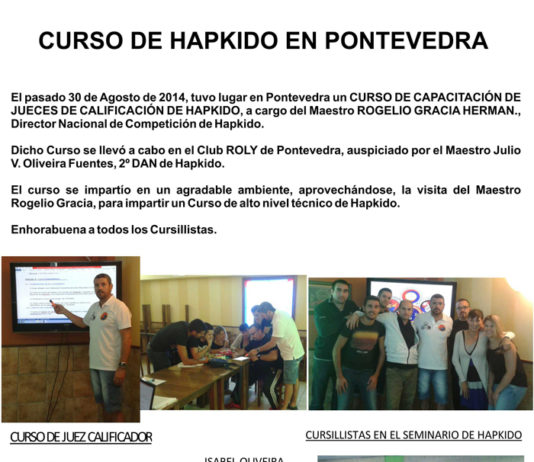 CURSO DE HAPKIDO EN PONTEVEDRA
El pasado 30 de Agosto de 2014, tuvo lugar en Pontevedra un CURSO DE CAPACITACIÓN DE
JUECES DE CALIFICACIÓN DE HAPKIDO, a cargo del Maestro ROGELIO GRACIA HERMAN.,
Director Nacional de Competición de Hapkido.
Dicho Curso se llevó a cabo en el Club ROLY de Pontevedra, auspiciado por el Maestro Julio
V. Oliveira Fuentes, 2º DAN de Hapkido.
El curso se impartío en un agradable ambiente, aprovechándose, la visita del Maestro
Rogelio Gracia, para impartir un Curso de alto nivel técnico de Hapkido.
Enhorabuena a todos los Cursillistas.
CURSO DE JUEZ CALIFICADOR
CURSILLISTAS EN EL SEMINARIO DE HAPKIDO
ISABEL OLIVEIRA